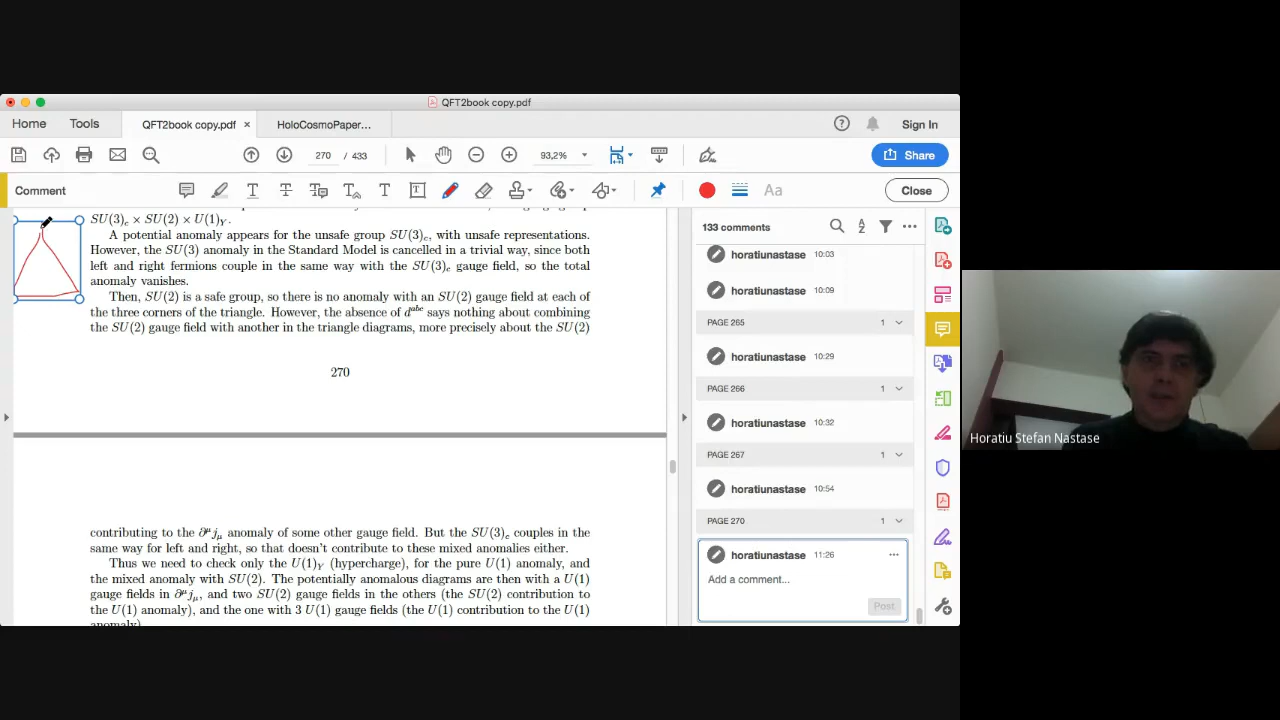 QFT2book copy.pdf
Home
Tools
QFT2book copy.pdf ×
HoloCosmoPaper...
Sign In
270 / 433
93,2%
Share
Comment
Aa
Close
SU(3)c × SU(2) × U(1)Y.
A potential anomaly appears for the unsafe group SU(3)c, with unsafe representations.
However, the SU(3) anomaly in the Standard Model is cancelled in a trivial way, since both
left and right fermions couple in the same way with the SU(3)c gauge field, so the total
anomaly vanishes.
Then, SU(2) is a safe group, so there is no anomaly with an SU(2) gauge field at each of
the three corners of the triangle. However, the absence of d^abc says nothing about combining
the SU(2) gauge field with another in the triangle diagrams, more precisely about the SU(2)
270
contributing to the ∂^μ j_μ anomaly of some other gauge field. But the SU(3)c couples in the
same way for left and right, so that doesn't contribute to these mixed anomalies either.
Thus we need to check only the U(1)Y (hypercharge), for the pure U(1) anomaly, and
the mixed anomaly with SU(2). The potentially anomalous diagrams are then with a U(1)
gauge fields in ∂^μ j_μ, and two SU(2) gauge fields in the others (the SU(2) contribution to
the U(1) anomaly), and the one with 3 U(1) gauge fields (the U(1) contribution to the U(1)
anomaly)
133 comments
horatiunastase 10:03
horatiunastase 10:09
PAGE 265 1
horatiunastase 10:29
PAGE 266 1
horatiunastase 10:32
PAGE 267 1
horatiunastase 10:54
PAGE 270 1
horatiunastase 11:26
Add a comment...
Post
Horatiu Stefan Nastase